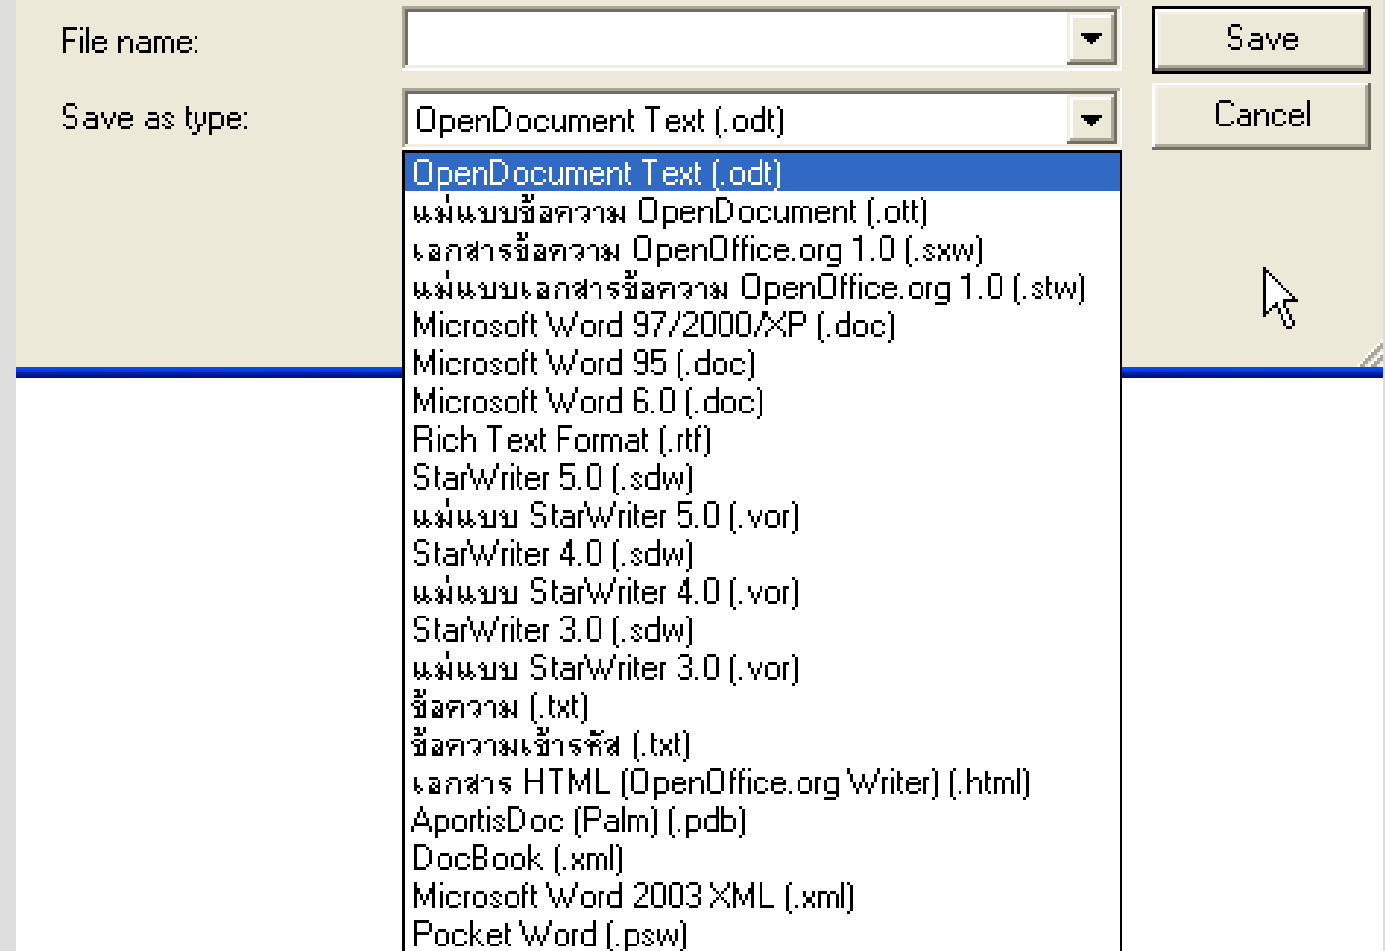 File name:
Save
Save as type:
OpenDocument Text (.odt)
Cancel
OpenDocument Text (.odt)
แม่แบบข้อความ OpenDocument (.ott)
เอกสารข้อความ OpenOffice.org 1.0 (.sxw)
แม่แบบเอกสารข้อความ OpenOffice.org 1.0 (.stw)
Microsoft Word 97/2000/XP (.doc)
Microsoft Word 95 (.doc)
Microsoft Word 6.0 (.doc)
Rich Text Format (.rtf)
StarWriter 5.0 (.sdw)
แม่แบบ StarWriter 5.0 (.vor)
StarWriter 4.0 (.sdw)
แม่แบบ StarWriter 4.0 (.vor)
StarWriter 3.0 (.sdw)
แม่แบบ StarWriter 3.0 (.vor)
ข้อความ (.txt)
ข้อความเข้ารหัส (.txt)
เอกสาร HTML (OpenOffice.org Writer) (.html)
AportisDoc (Palm) (.pdb)
DocBook (.xml)
Microsoft Word 2003 XML (.xml)
Pocket Word (.psw)